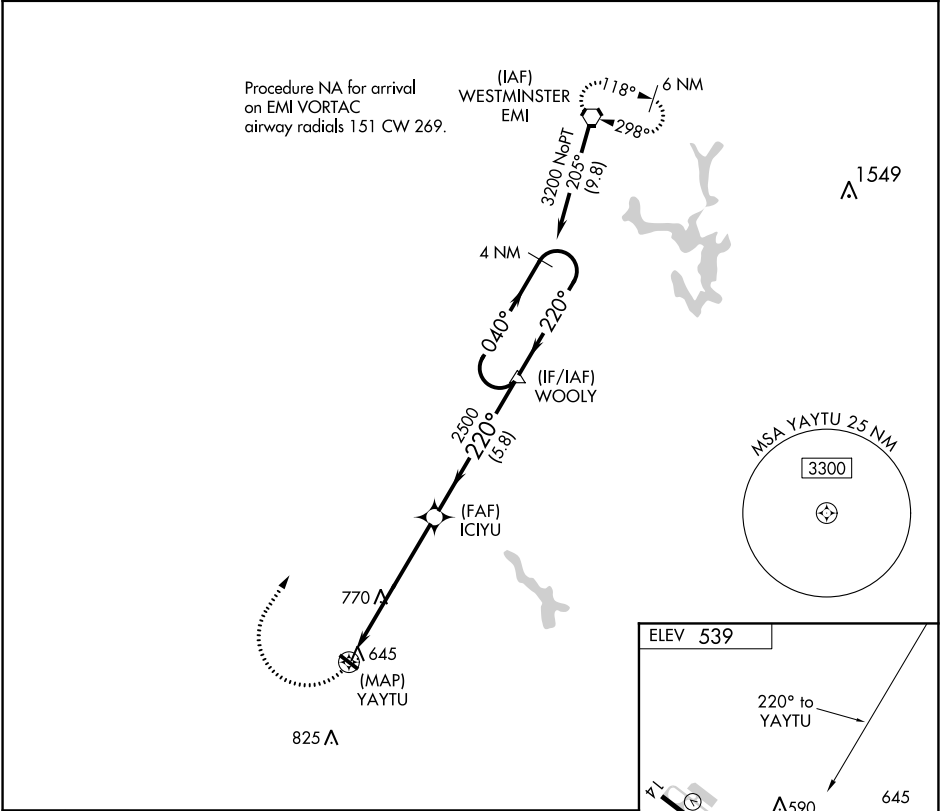 Procedure NA for arrival
on EMI VORTAC
airway radials 151 CW 269.
(IAF)
WESTMINSTER
EMI
118°
6 NM
298°
3200 NoPT
205°
(9.8)
1549
4 NM
040°
220°
(IF/IAF)
WOOLY
2500
220°
(5.8)
MSA YAYTU 25 NM
3300
(FAF)
ICIYU
770
645
(MAP)
YAYTU
825
ELEV 539
220° to
YAYTU
14
V
590
645